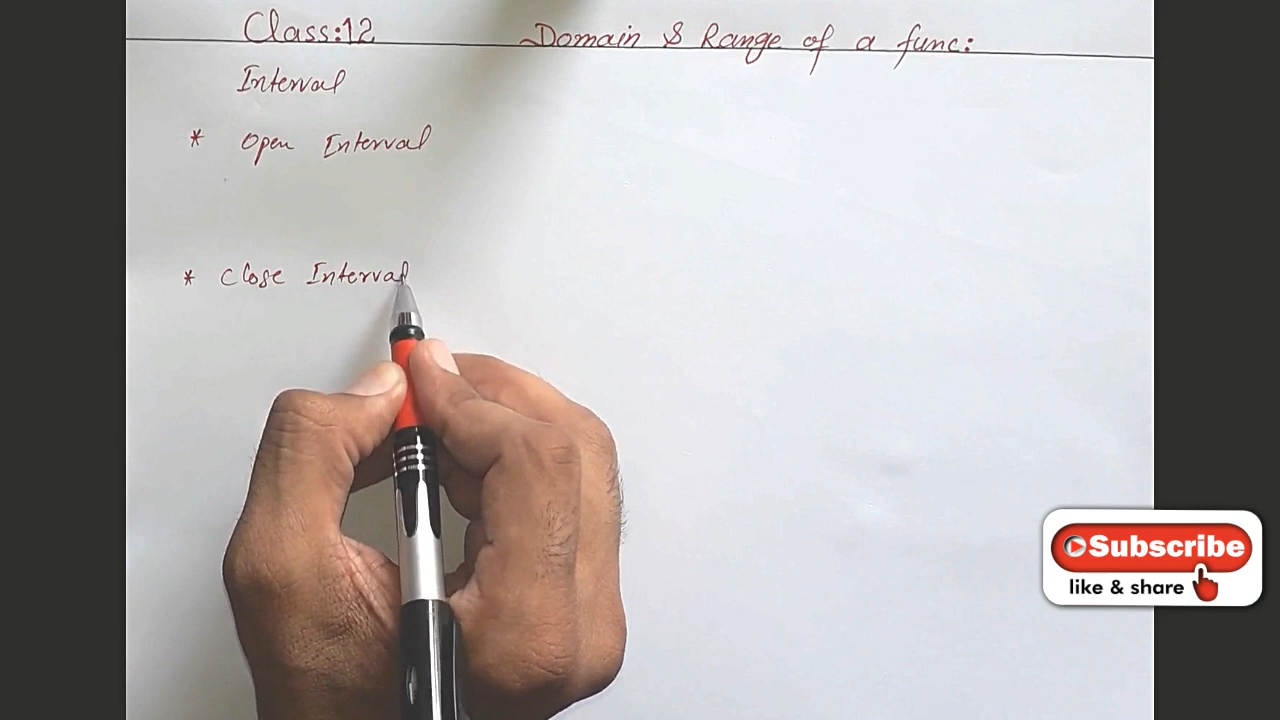 Class:12 Domain & Range of a func:
Interval
* Open Interval
* Close Interval
Subscribe
like & share